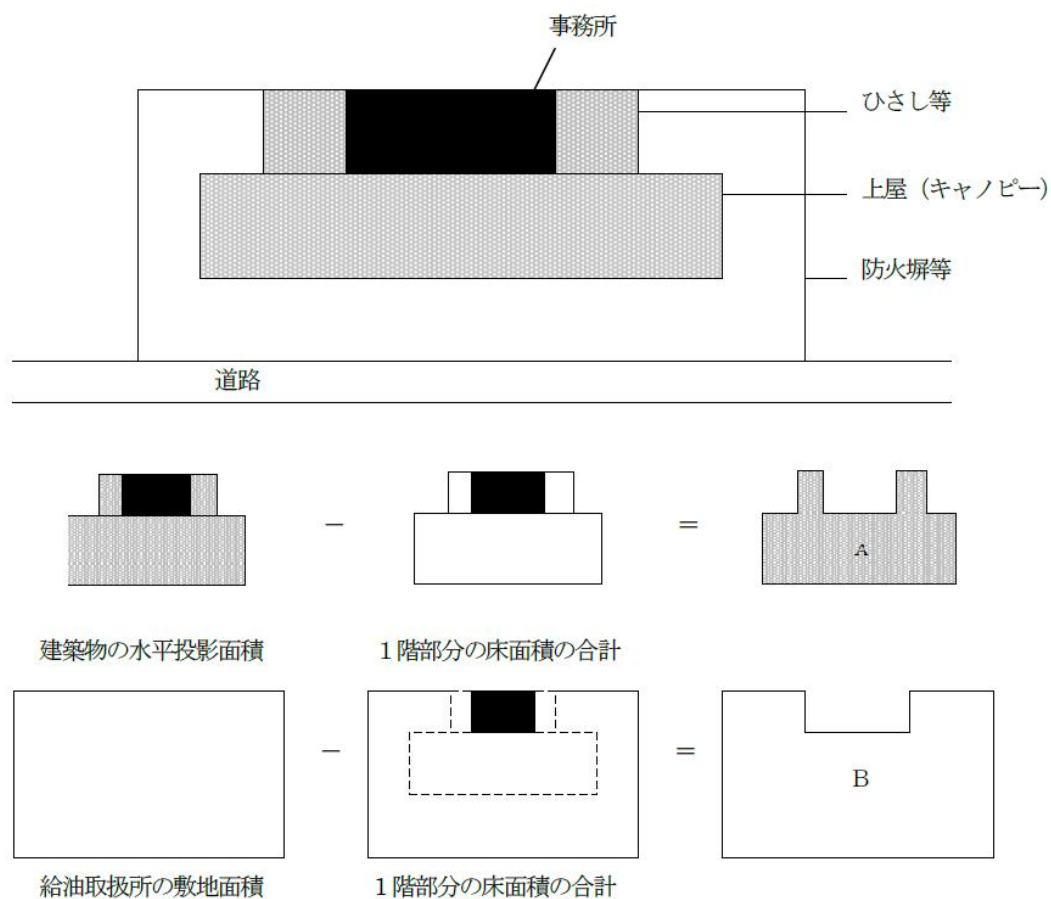 事務所
ひさし等
上屋（キャノピー）
防火塀等
道路
－
＝
A
建築物の水平投影面積
１階部分の床面積の合計
－
＝
B
給油取扱所の敷地面積
１階部分の床面積の合計